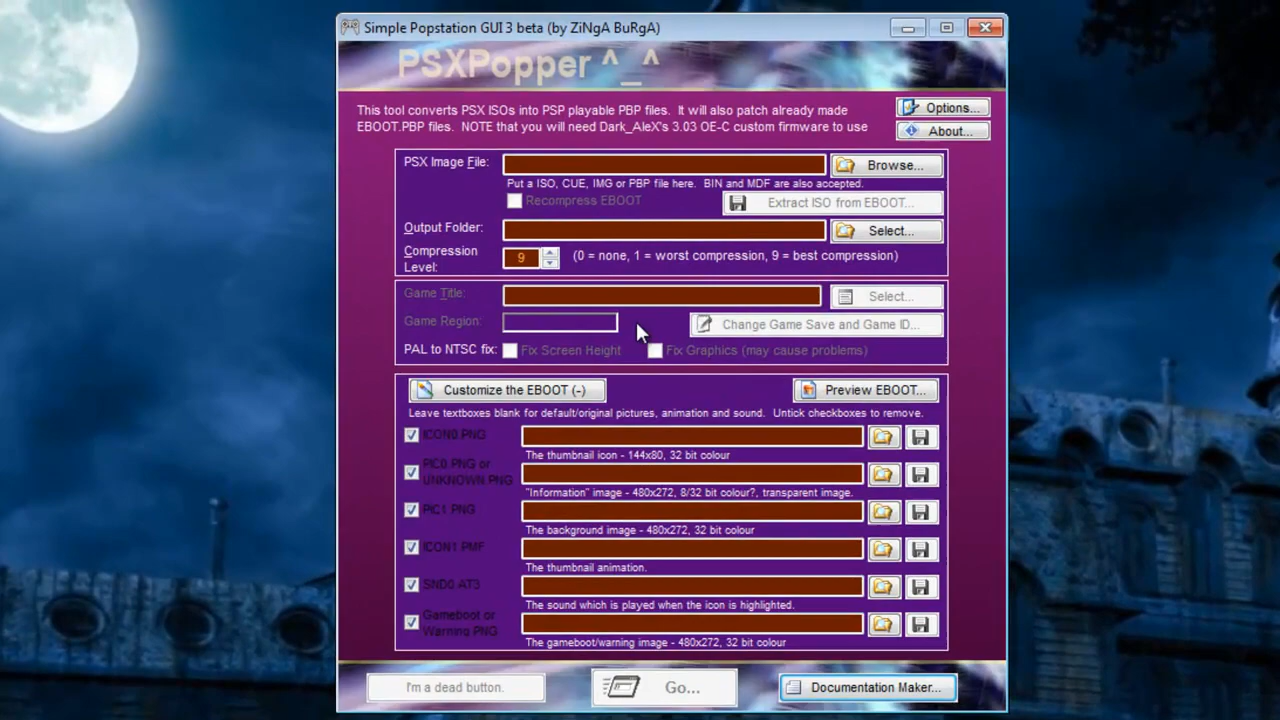 Simple Popstation GUI 3 beta (by ZiNgA BuRgA)
PSXPopper ^_^
This tool converts PSX ISOs into PSP playable PBP files.  It will also patch already made
EBOOT.PBP files.  NOTE that you will need Dark_AleX's 3.03 OE-C custom firmware to use
Options...
About...
PSX Image File:
Browse...
Put a ISO, CUE, IMG or PBP file here.  BIN and MDF are also accepted.
Recompress EBOOT
Extract ISO from EBOOT...
Output Folder:
Select...
Compression
Level:
9
(0 = none, 1 = worst compression, 9 = best compression)
Game Title:
Select...
Game Region:
Change Game Save and Game ID...
PAL to NTSC fix:
Fix Screen Height
Fix Graphics (may cause problems)
Customize the EBOOT (-)
Preview EBOOT...
Leave textboxes blank for default/original pictures, animation and sound.  Untick checkboxes to remove.
ICON0.PNG
The thumbnail icon - 144x80, 32 bit colour
PIC0.PNG or
UNKNOWN.PNG
"Information" image - 480x272, 8/32 bit colour?, transparent image.
PIC1.PNG
The background image - 480x272, 32 bit colour
ICON1.PMF
The thumbnail animation.
SND0.AT3
The sound which is played when the icon is highlighted.
Gameboot or
Warning PNG
The gameboot/warning image - 480x272, 32 bit colour
I'm a dead button.
Go...
Documentation Maker...